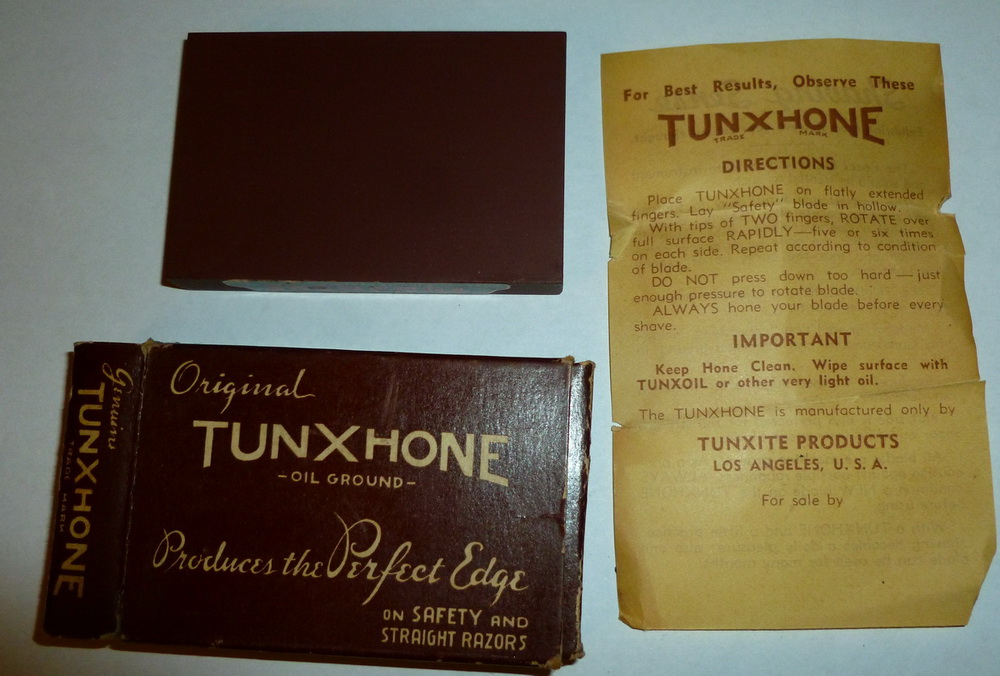 For Best Results, Observe These
TUNXHONE
TRADE MARK
DIRECTIONS
Place TUNXHONE on flatly extended
fingers. Lay "Safety" blade in hollow.
With tips of TWO fingers, ROTATE over
full surface RAPIDLY—five or six times
on each side. Repeat according to condition
of blade.
DO NOT press down too hard — just
enough pressure to rotate blade.
ALWAYS hone your blade before every
shave.
IMPORTANT
Keep Hone Clean. Wipe surface with
TUNXOIL or other very light oil.
The TUNXHONE is manufactured only by
TUNXITE PRODUCTS
LOS ANGELES, U. S. A.
For sale by
Genuine
TUNXHONE
TRADE MARK
Original
TUNXHONE
-OIL GROUND-
Produces the Perfect Edge
ON SAFETY AND
STRAIGHT RAZORS